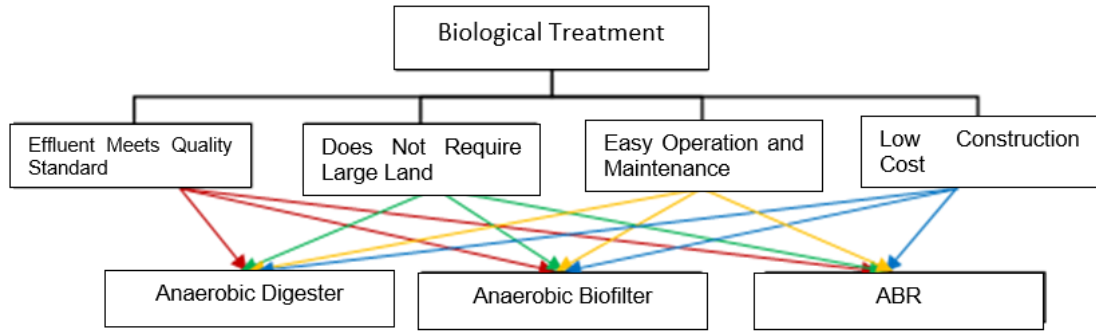 Biological Treatment
Effluent Meets Quality
Standard
Does Not Require
Large Land
Easy Operation and
Maintenance
Low Construction
Cost
Anaerobic Digester
Anaerobic Biofilter
ABR